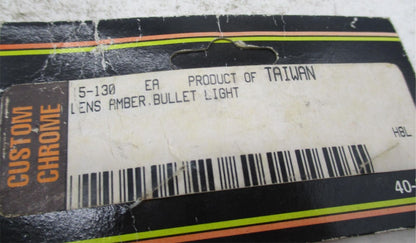 5-130 EA PRODUCT OF TAIWAN
LENS AMBER, BULLET LIGHT
HBL
CUSTOM
CHROME
40-